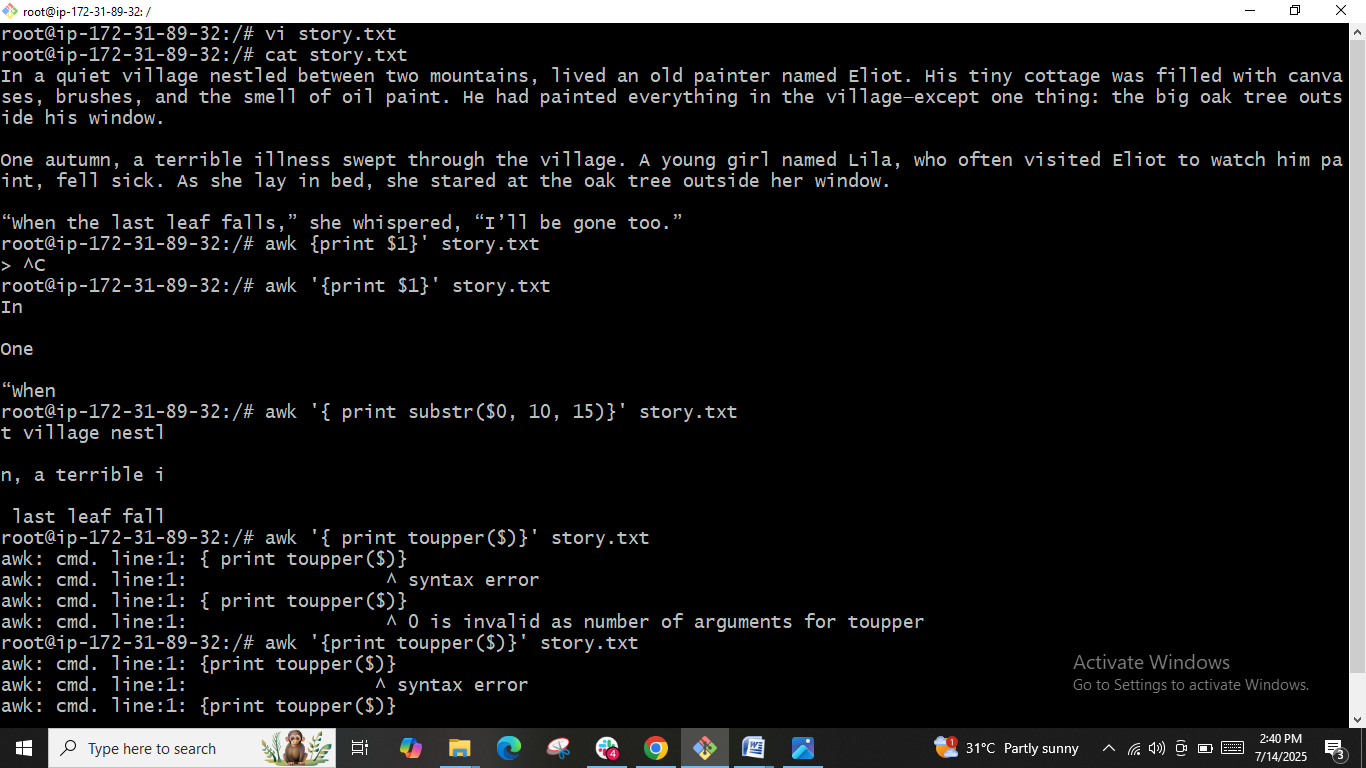 root@ip-172-31-89-32: /
root@ip-172-31-89-32:/# vi story.txt
root@ip-172-31-89-32:/# cat story.txt
In a quiet village nestled between two mountains, lived an old painter named Eliot. His tiny cottage was filled with canva
ses, brushes, and the smell of oil paint. He had painted everything in the village—except one thing: the big oak tree outs
ide his window.
One autumn, a terrible illness swept through the village. A young girl named Lila, who often visited Eliot to watch him pa
int, fell sick. As she lay in bed, she stared at the oak tree outside her window.
“When the last leaf falls,” she whispered, “I’ll be gone too.”
root@ip-172-31-89-32:/# awk {print $1}' story.txt
> ^C
root@ip-172-31-89-32:/# awk '{print $1}' story.txt
In
One
“When
root@ip-172-31-89-32:/# awk '{ print substr($0, 10, 15)}' story.txt
t village nestl
n, a terrible i
 last leaf fall
root@ip-172-31-89-32:/# awk '{ print toupper($)}' story.txt
awk: cmd. line:1: { print toupper($)}
awk: cmd. line:1:                  ^ syntax error
awk: cmd. line:1: { print toupper($)}
awk: cmd. line:1:                  ^ 0 is invalid as number of arguments for toupper
root@ip-172-31-89-32:/# awk '{print toupper($)}' story.txt
awk: cmd. line:1: {print toupper($)}
awk: cmd. line:1:                 ^ syntax error
awk: cmd. line:1: {print toupper($)}
Activate Windows
Go to Settings to activate Windows.
Type here to search
4
W
1
31°C Partly sunny
2:40 PM
7/14/2025
3